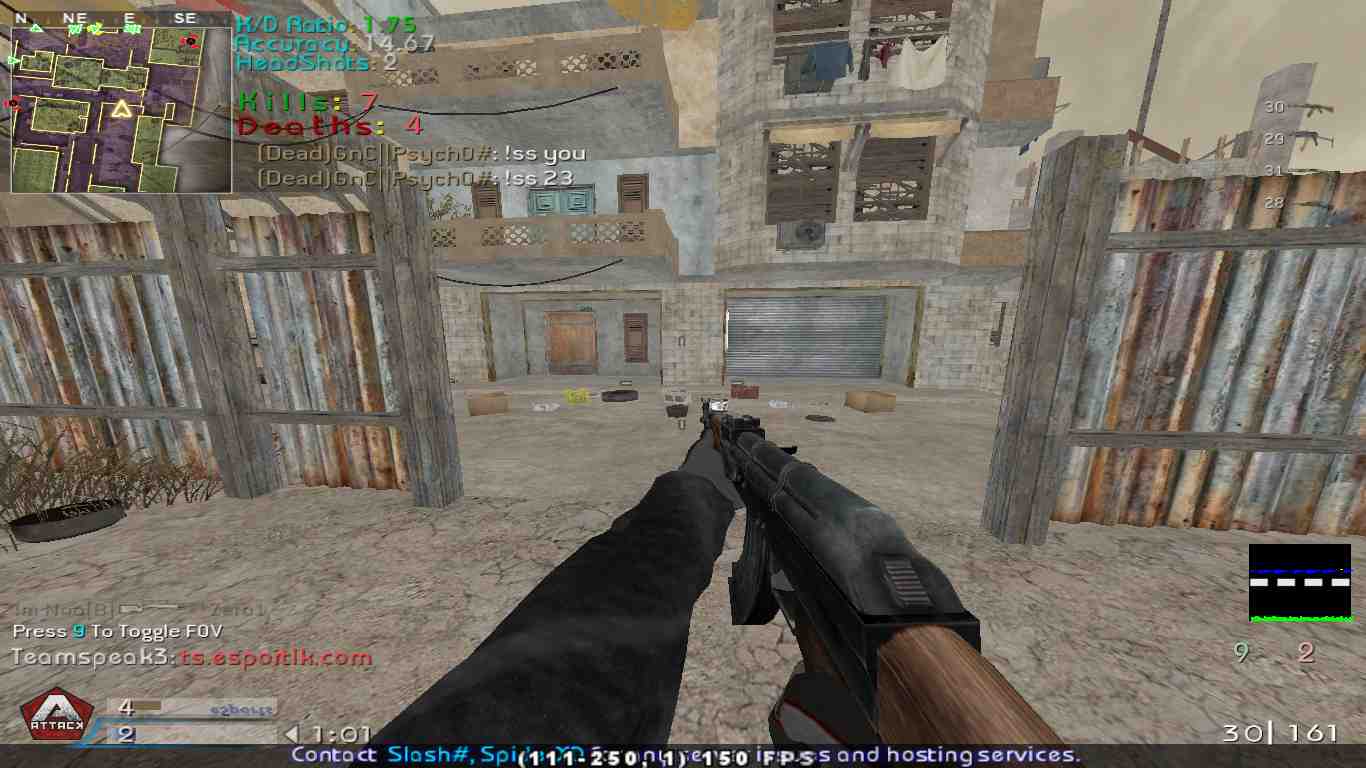 N NE E SE
K/D Ratio: 1.75
Accuracy: 14.67
HeadShots: 2
Kills: 7
Deaths: 4
(Dead)GnC||Psych0#: !ss you
(Dead)GnC||Psych0#: !ss 23
30
29
31
28
Press 9 To Toggle FOV
Teamspeak3:ts.esportlk.com
9 2
ATTACK
4 eSports
2
1:01
30| 161
Contact Slash#, and hosting services.
(111-250, 1) 150 FPS